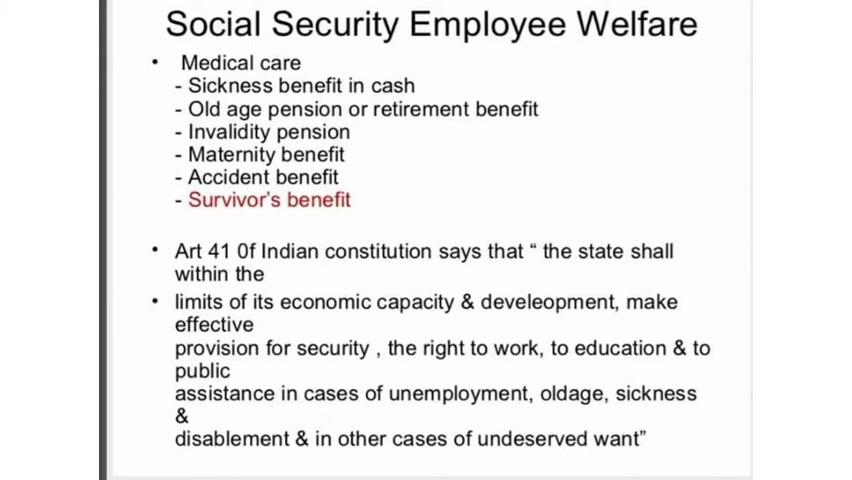 Social Security Employee Welfare
• Medical care
- Sickness benefit in cash
- Old age pension or retirement benefit
- Invalidity pension
- Maternity benefit
- Accident benefit
- Survivor's benefit
• Art 41 0f Indian constitution says that “ the state shall
within the
• limits of its economic capacity & develeopment, make
effective
provision for security , the right to work, to education & to
public
assistance in cases of unemployment, oldage, sickness
&
disablement & in other cases of undeserved want”